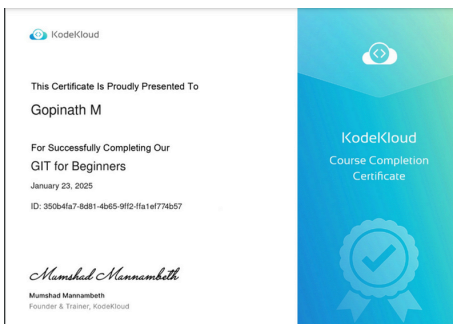 KodeKloud
This Certificate Is Proudly Presented To
Gopinath M
For Successfully Completing Our
GIT for Beginners
January 23, 2025
ID: 350b4fa7-8d81-4b65-9ff2-ffa1ef774b57
Mumshad Mannambeth
Mumshad Mannambeth
Founder & Trainer, KodeKloud
KodeKloud
Course Completion
Certificate